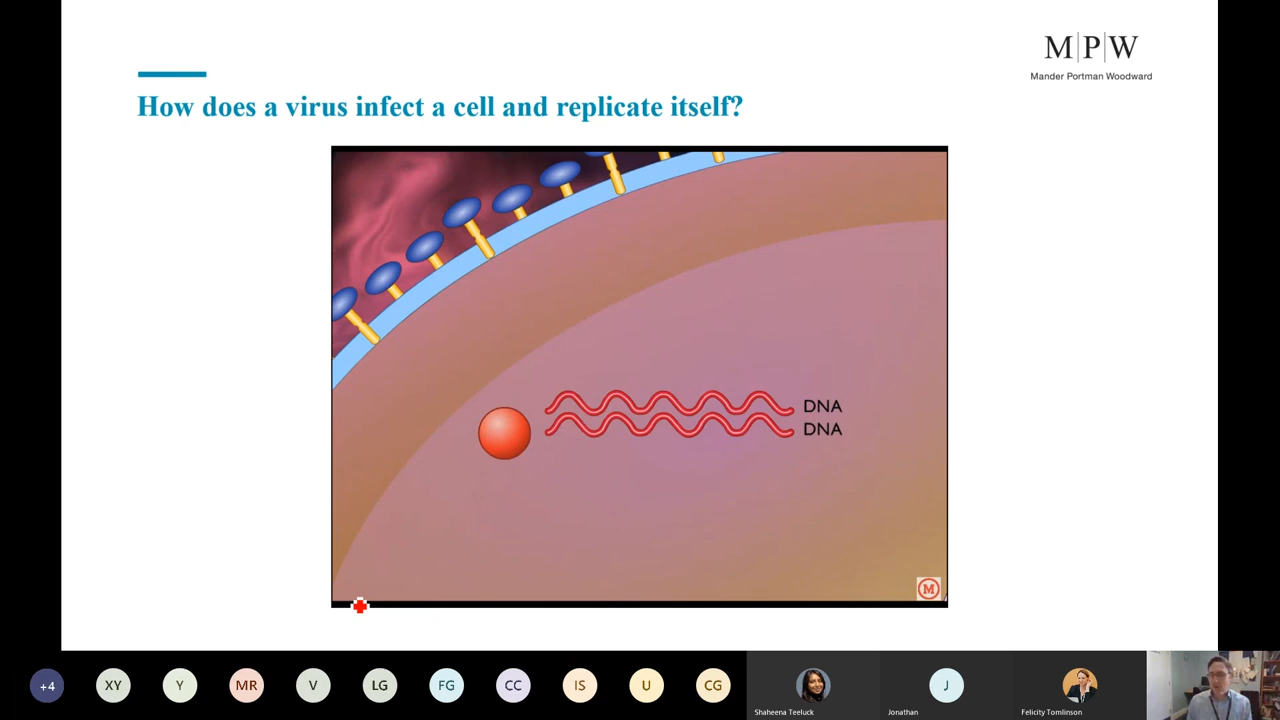 M|P|W
Mander Portman Woodward
How does a virus infect a cell and replicate itself?
DNA
DNA
M
+4
XY
Y
MR
V
LG
FG
CC
IS
U
CG
J
Shaheena Teeluck
Jonathan
Felicity Tomlinson